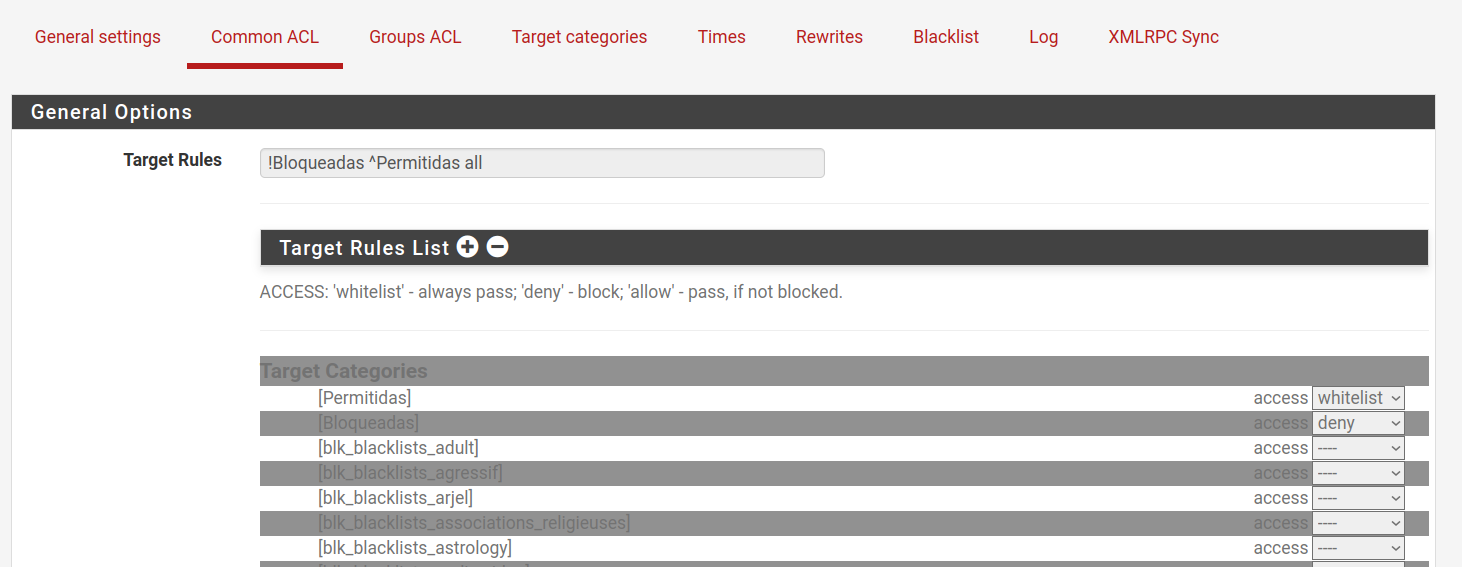 General settings Common ACL Groups ACL Target categories Times Rewrites Blacklist Log XMLRPC Sync
General Options
Target Rules !Bloqueadas ^Permitidas all
Target Rules List
ACCESS: 'whitelist' - always pass; 'deny' - block; 'allow' - pass, if not blocked.
Target Categories
[Permitidas] access whitelist
[Bloqueadas] access deny
[blk_blacklists_adult] access ----
[blk_blacklists_agressif] access ----
[blk_blacklists_arjel] access ----
[blk_blacklists_associations_religieuses] access ----
[blk_blacklists_astrology] access ----